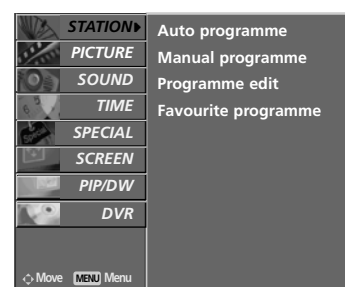 STATION
PICTURE
SOUND
TIME
SPECIAL
SCREEN
PIP/DW
DVR
Move MENU Menu
Auto programme
Manual programme
Programme edit
Favourite programme